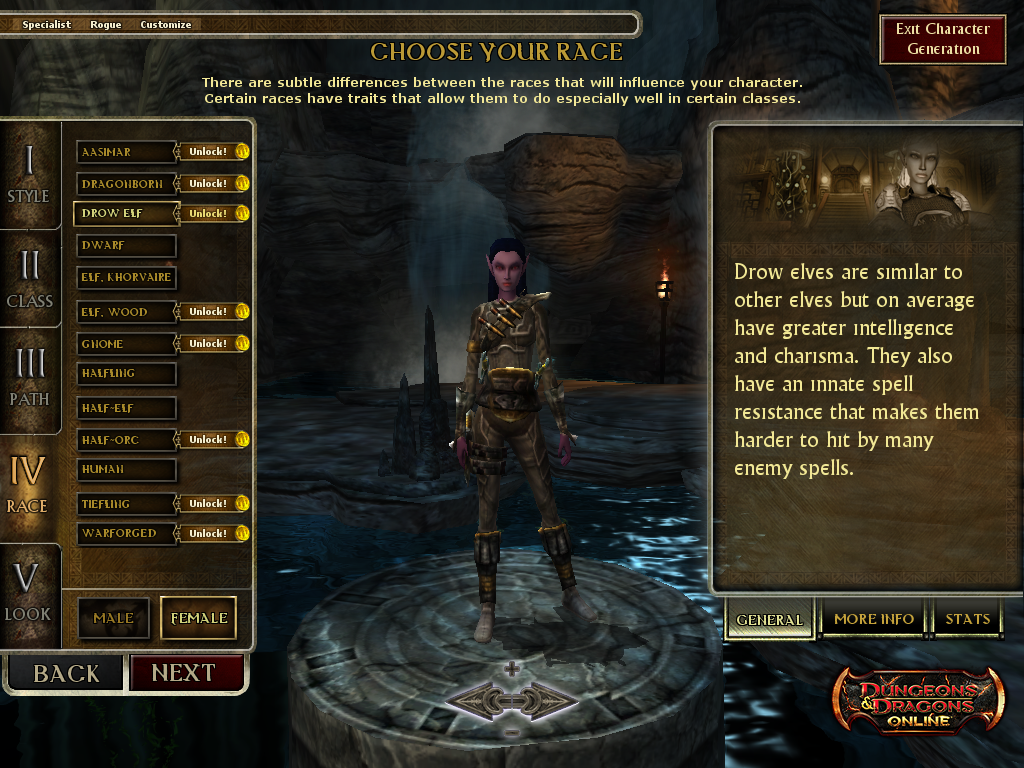 Specialist Rogue Customize
Exit Character
Generation
CHOOSE YOUR RACE
There are subtle differences between the races that will influence your character.
Certain races have traits that allow them to do especially well in certain classes.
I
STYLE
II
CLASS
III
PATH
IV
RACE
V
LOOK
AASIMAR Unlock!
DRAGONBORN Unlock!
DROW ELF Unlock!
DWARF
ELF, KHORVAIRE
ELF, WOOD Unlock!
GNOME Unlock!
HALFLING
HALF-ELF
HALF-ORC Unlock!
HUMAN
TIEFLING Unlock!
WARFORGED Unlock!
MALE FEMALE
BACK NEXT
Drow elves are similar to
other elves but on average
have greater intelligence
and charisma. They also
have an innate spell
resistance that makes them
harder to hit by many
enemy spells.
GENERAL MORE INFO STATS
DUNGEONS
& DRAGONS
ONLINE